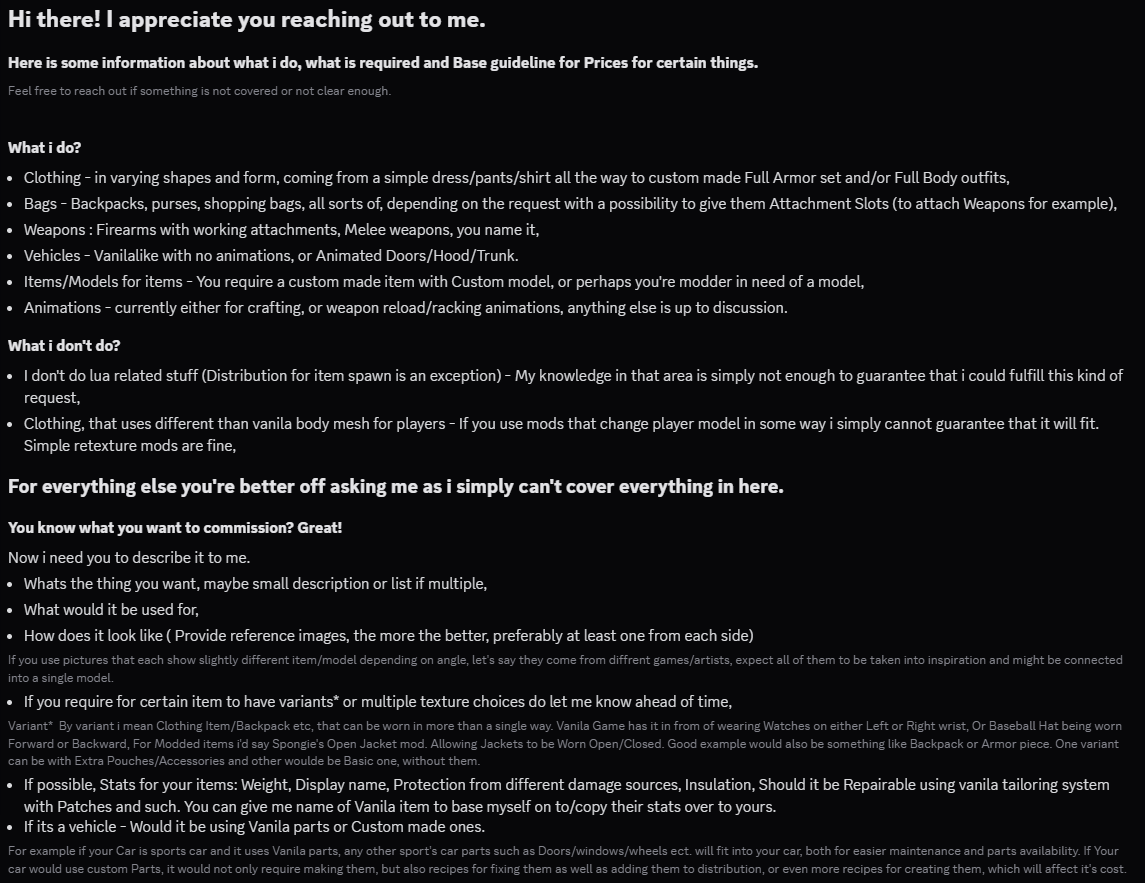 Hi there! I appreciate you reaching out to me.
Here is some information about what i do, what is required and Base guideline for Prices for certain things.
Feel free to reach out if something is not covered or not clear enough.
What i do?
• Clothing - in varying shapes and form, coming from a simple dress/pants/shirt all the way to custom made Full Armor set and/or Full Body outfits,
• Bags - Backpacks, purses, shopping bags, all sorts of, depending on the request with a possibility to give them Attachment Slots (to attach Weapons for example),
• Weapons : Firearms with working attachments, Melee weapons, you name it,
• Vehicles - Vanilalike with no animations, or Animated Doors/Hood/Trunk.
• Items/Models for items - You require a custom made item with Custom model, or perhaps you're modder in need of a model,
• Animations - currently either for crafting, or weapon reload/racking animations, anything else is up to discussion.
What i don't do?
• I don't do lua related stuff (Distribution for item spawn is an exception) - My knowledge in that area is simply not enough to guarantee that i could fulfill this kind of
request,
• Clothing, that uses different than vanila body mesh for players - If you use mods that change player model in some way i simply cannot guarantee that it will fit.
Simple retexture mods are fine,
For everything else you're better off asking me as i simply can't cover everything in here.
You know what you want to commission? Great!
Now i need you to describe it to me.
• Whats the thing you want, maybe small description or list if multiple,
• What would it be used for,
• How does it look like ( Provide reference images, the more the better, preferably at least one from each side)
If you use pictures that each show slightly different item/model depending on angle, let's say they come from diffrent games/artists, expect all of them to be taken into inspiration and might be connected
into a single model.
• If you require for certain item to have variants* or multiple texture choices do let me know ahead of time,
Variant* By variant i mean Clothing Item/Backpack etc, that can be worn in more than a single way. Vanila Game has it in from of wearing Watches on either Left or Right wrist, Or Baseball Hat being worn
Forward or Backward, For Modded items i'd say Spongie's Open Jacket mod. Allowing Jackets to be Worn Open/Closed. Good example would also be something like Backpack or Armor piece. One variant
can be with Extra Pouches/Accessories and other woulde be Basic one, without them.
• If possible, Stats for your items: Weight, Display name, Protection from different damage sources, Insulation, Should it be Repairable using vanila tailoring system
with Patches and such. You can give me name of Vanila item to base myself on to/copy their stats over to yours.
• If its a vehicle - Would it be using Vanila parts or Custom made ones.
For example if your Car is sports car and it uses Vanila parts, any other sport's car parts such as Doors/windows/wheels ect. will fit into your car, both for easier maintenance and parts availability. If Your
car would use custom Parts, it would not only require making them, but also recipes for fixing them as well as adding them to distribution, or even more recipes for creating them, which will affect it's cost.